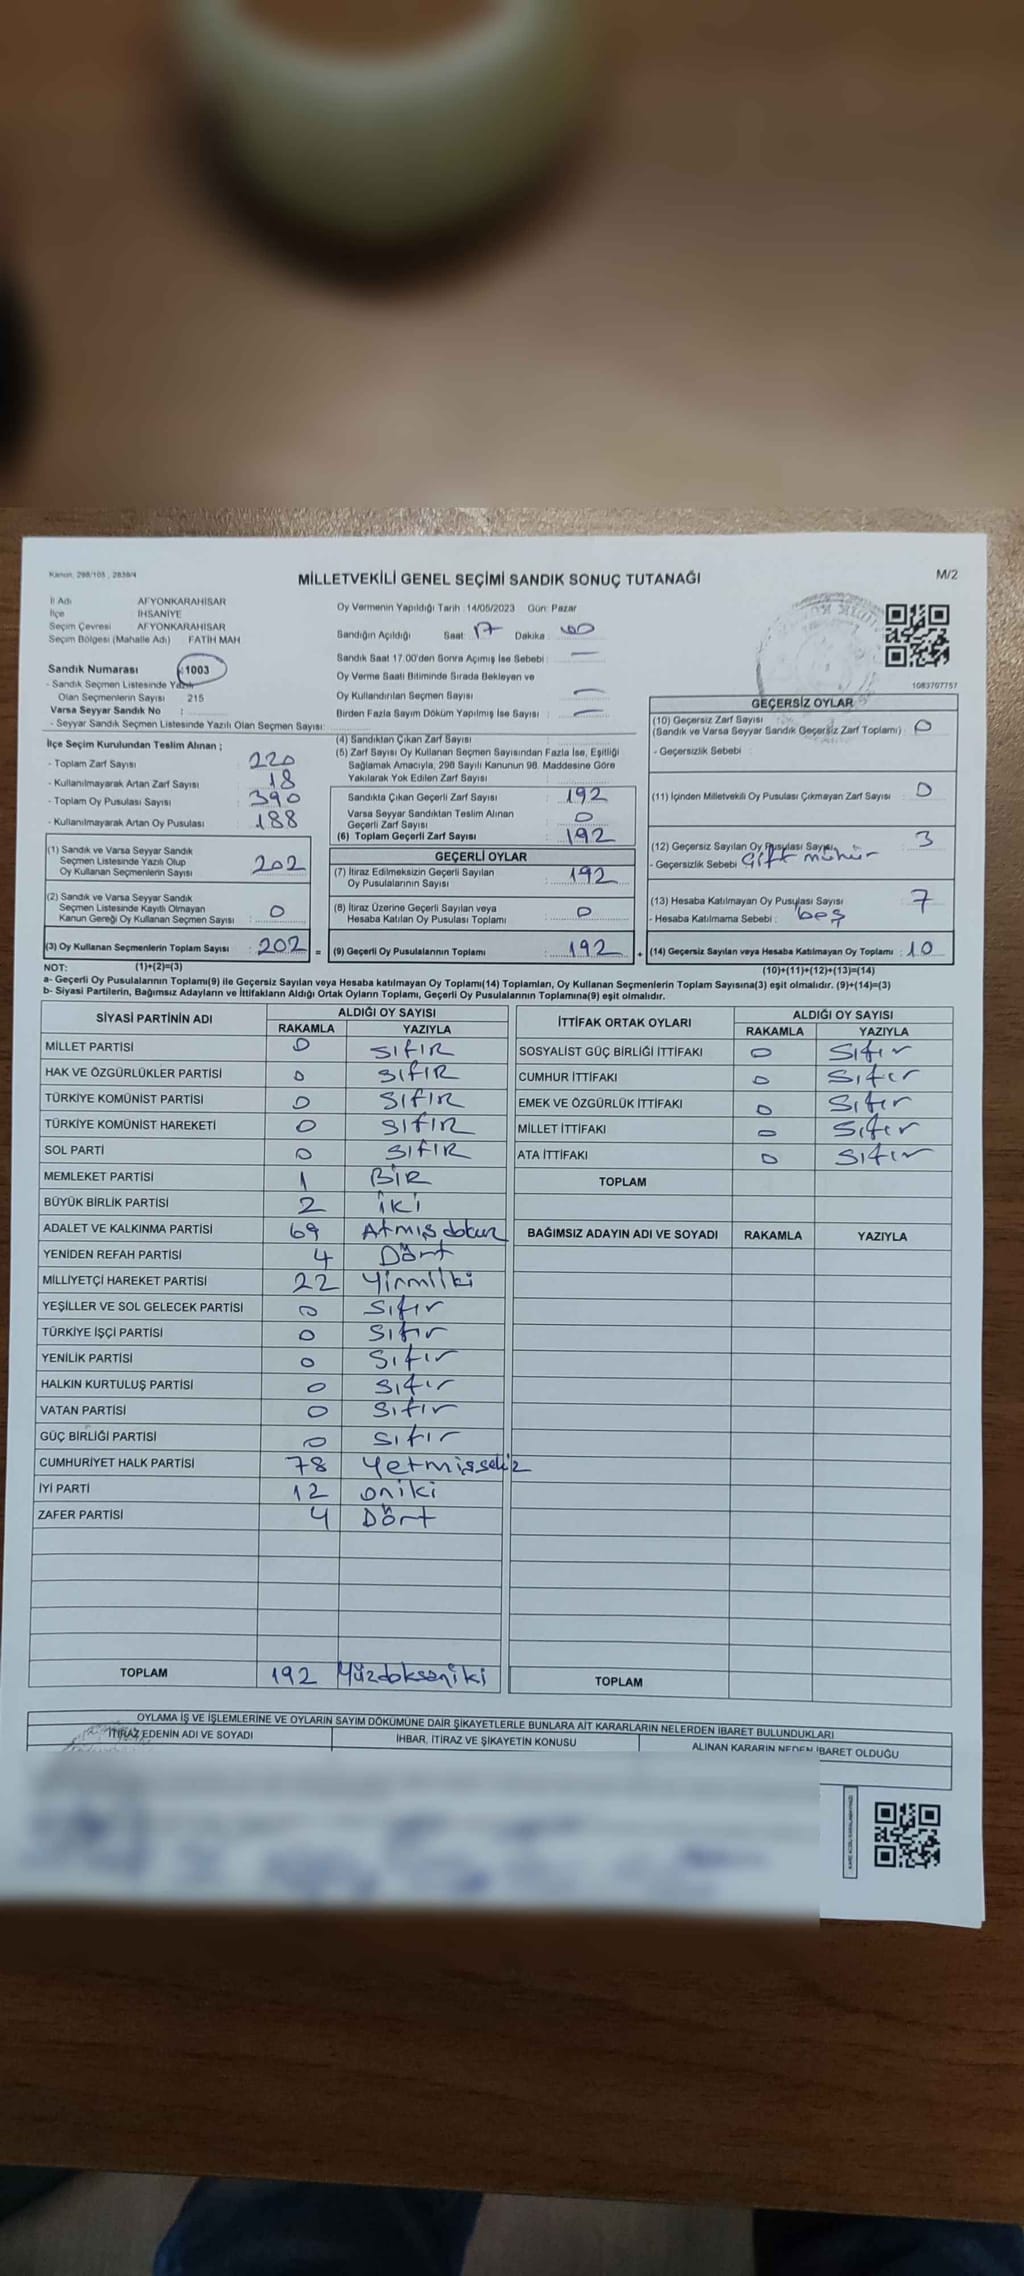 Kanun, 298/105 , 2839/4
MİLLETVEKİLİ GENEL SEÇİMİ SANDIK SONUÇ TUTANAĞI
M/2
İl Adı AFYONKARAHİSAR
İlçe İHSANİYE
Seçim Çevresi AFYONKARAHİSAR
Seçim Bölgesi (Mahalle Adı) FATİH MAH
Sandık Numarası 1003
- Sandık Seçmen Listesinde Yazılı
Olan Seçmenlerin Sayısı 215
Varsa Seyyar Sandık No :
- Seyyar Sandık Seçmen Listesinde Yazılı Olan Seçmen Sayısı:
Oy Vermenin Yapıldığı Tarih :14/05/2023 Gün: Pazar
Sandığın Açıldığı Saat: 17 Dakika : 00
Sandık Saat 17.00'den Sonra Açımış İse Sebebi : —
Oy Verme Saati Bitiminde Sırada Bekleyen ve
Oy Kullandırılan Seçmen Sayısı : —
Birden Fazla Sayım Döküm Yapılmış İse Sayısı : —
1083707757
İlçe Seçim Kurulundan Teslim Alınan ;
- Toplam Zarf Sayısı : 220
- Kullanılmayarak Artan Zarf Sayısı : 18
- Toplam Oy Pusulası Sayısı : 390
- Kullanılmayarak Artan Oy Pusulası : 188
(1) Sandık ve Varsa Seyyar Sandık
Seçmen Listesinde Yazılı Olup
Oy Kullanan Seçmenlerin Sayısı : 202
(2) Sandık ve Varsa Seyyar Sandık
Seçmen Listesinde Kayıtlı Olmayan
Kanun Gereği Oy Kullanan Seçmen Sayısı : 0
(3) Oy Kullanan Seçmenlerin Toplam Sayısı : 202 =
(1)+(2)=(3)
(4) Sandıktan Çıkan Zarf Sayısı :
(5) Zarf Sayısı Oy Kullanan Seçmen Sayısından Fazla İse, Eşitliği
Sağlamak Amacıyla, 298 Sayılı Kanunun 98. Maddesine Göre
Yakılarak Yok Edilen Zarf Sayısı :
Sandıkta Çıkan Geçerli Zarf Sayısı : 192
Varsa Seyyar Sandıktan Teslim Alınan
Geçerli Zarf Sayısı : 0
(6) Toplam Geçerli Zarf Sayısı : 192
GEÇERLİ OYLAR
(7) İtiraz Edilmeksizin Geçerli Sayılan
Oy Pusulalarının Sayısı : 192
(8) İtiraz Üzerine Geçerli Sayılan veya
Hesaba Katılan Oy Pusulası Toplamı : 0
(9) Geçerli Oy Pusulalarının Toplamı : 192 +
GEÇERSİZ OYLAR
(10) Geçersiz Zarf Sayısı
(Sandık ve Varsa Seyyar Sandık Geçersiz Zarf Toplamı) : 0
- Geçersizlik Sebebi :
(11) İçinden Milletvekili Oy Pusulası Çıkmayan Zarf Sayısı : 0
(12) Geçersiz Sayılan Oy Pusulası Sayısı : 3
- Geçersizlik Sebebi : Çift mühür
(13) Hesaba Katılmayan Oy Pusulası Sayısı : 7
- Hesaba Katılmama Sebebi : beş
(14) Geçersiz Sayılan veya Hesaba Katılmayan Oy Toplamı : 10
(10)+(11)+(12)+(13)=(14)
NOT:
a- Geçerli Oy Pusulalarının Toplamı(9) ile Geçersiz Sayılan veya Hesaba katılmayan Oy Toplamı(14) Toplamları, Oy Kullanan Seçmenlerin Toplam Sayısına(3) eşit olmalıdır. (9)+(14)=(3)
b- Siyasi Partilerin, Bağımsız Adayların ve İttifakların Aldığı Ortak Oyların Toplamı, Geçerli Oy Pusulalarının Toplamına(9) eşit olmalıdır.
SİYASİ PARTİNİN ADI ALDIĞI OY SAYISI
RAKAMLA YAZIYLA
MİLLET PARTİSİ 0 SIFIR
HAK VE ÖZGÜRLÜKLER PARTİSİ 0 SIFIR
TÜRKİYE KOMÜNİST PARTİSİ 0 SIFIR
TÜRKİYE KOMÜNİST HAREKETİ 0 SIFIR
SOL PARTİ 0 SIFIR
MEMLEKET PARTİSİ 1 BİR
BÜYÜK BİRLİK PARTİSİ 2 İKİ
ADALET VE KALKINMA PARTİSİ 69 Atmış dokuz
YENİDEN REFAH PARTİSİ 4 Dört
MİLLİYETÇİ HAREKET PARTİSİ 22 Yirmiiki
YEŞİLLER VE SOL GELECEK PARTİSİ 0 Sıfır
TÜRKİYE İŞÇİ PARTİSİ 0 Sıfır
YENİLİK PARTİSİ 0 Sıfır
HALKIN KURTULUŞ PARTİSİ 0 Sıfır
VATAN PARTİSİ 0 Sıfır
GÜÇ BİRLİĞİ PARTİSİ 0 Sıfır
CUMHURİYET HALK PARTİSİ 78 Yetmişsekiz
İYİ PARTİ 12 oniki
ZAFER PARTİSİ 4 Dört
TOPLAM 192 Yüzdokseniki
İTTİFAK ORTAK OYLARI ALDIĞI OY SAYISI
RAKAMLA YAZIYLA
SOSYALİST GÜÇ BİRLİĞİ İTTİFAKI 0 Sıfır
CUMHUR İTTİFAKI 0 Sıfır
EMEK VE ÖZGÜRLÜK İTTİFAKI 0 Sıfır
MİLLET İTTİFAKI 0 Sıfır
ATA İTTİFAKI 0 Sıfır
TOPLAM
BAĞIMSIZ ADAYIN ADI VE SOYADI RAKAMLA YAZIYLA
TOPLAM
OYLAMA İŞ VE İŞLEMLERİNE VE OYLARIN SAYIM DÖKÜMÜNE DAİR ŞİKAYETLERLE BUNLARA AİT KARARLARIN NELERDEN İBARET BULUNDUKLARI
İTİRAZ EDENİN ADI VE SOYADI İHBAR, İTİRAZ VE ŞİKAYETİN KONUSU ALINAN KARARIN NEDEN İBARET OLDUĞU